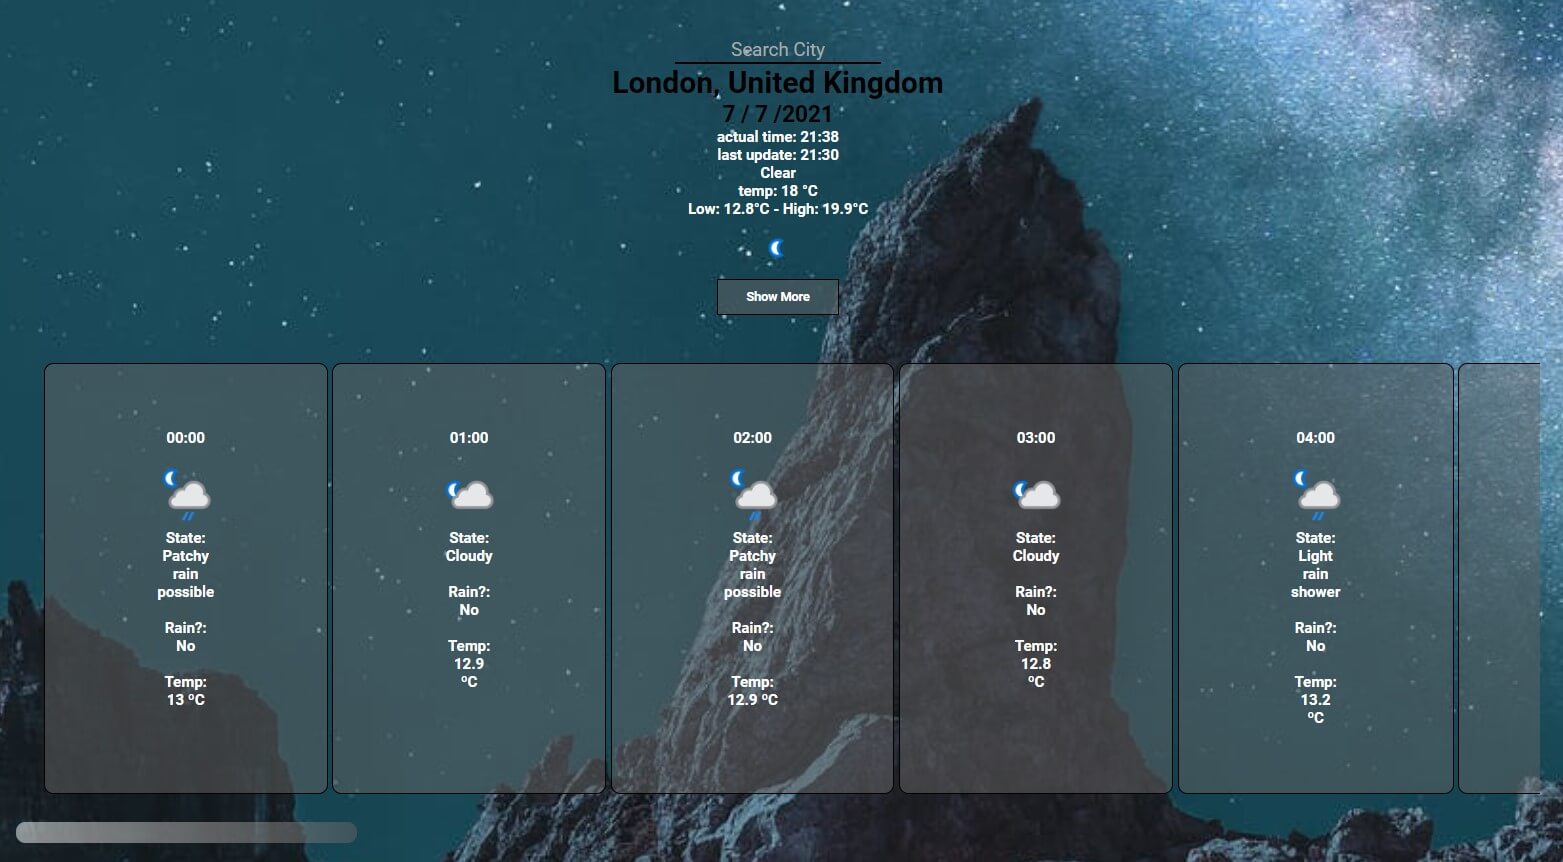 Search City
London, United Kingdom
7 / 7 /2021
actual time: 21:38
last update: 21:30
Clear
temp: 18 °C
Low: 12.8°C - High: 19.9°C
Show More
00:00
State:
Patchy
rain
possible
Rain?:
No
Temp:
13 ºC
01:00
State:
Cloudy
Rain?:
No
Temp:
12.9
ºC
02:00
State:
Patchy
rain
possible
Rain?:
No
Temp:
12.9 ºC
03:00
State:
Cloudy
Rain?:
No
Temp:
12.8
ºC
04:00
State:
Light
rain
shower
Rain?:
No
Temp:
13.2
ºC